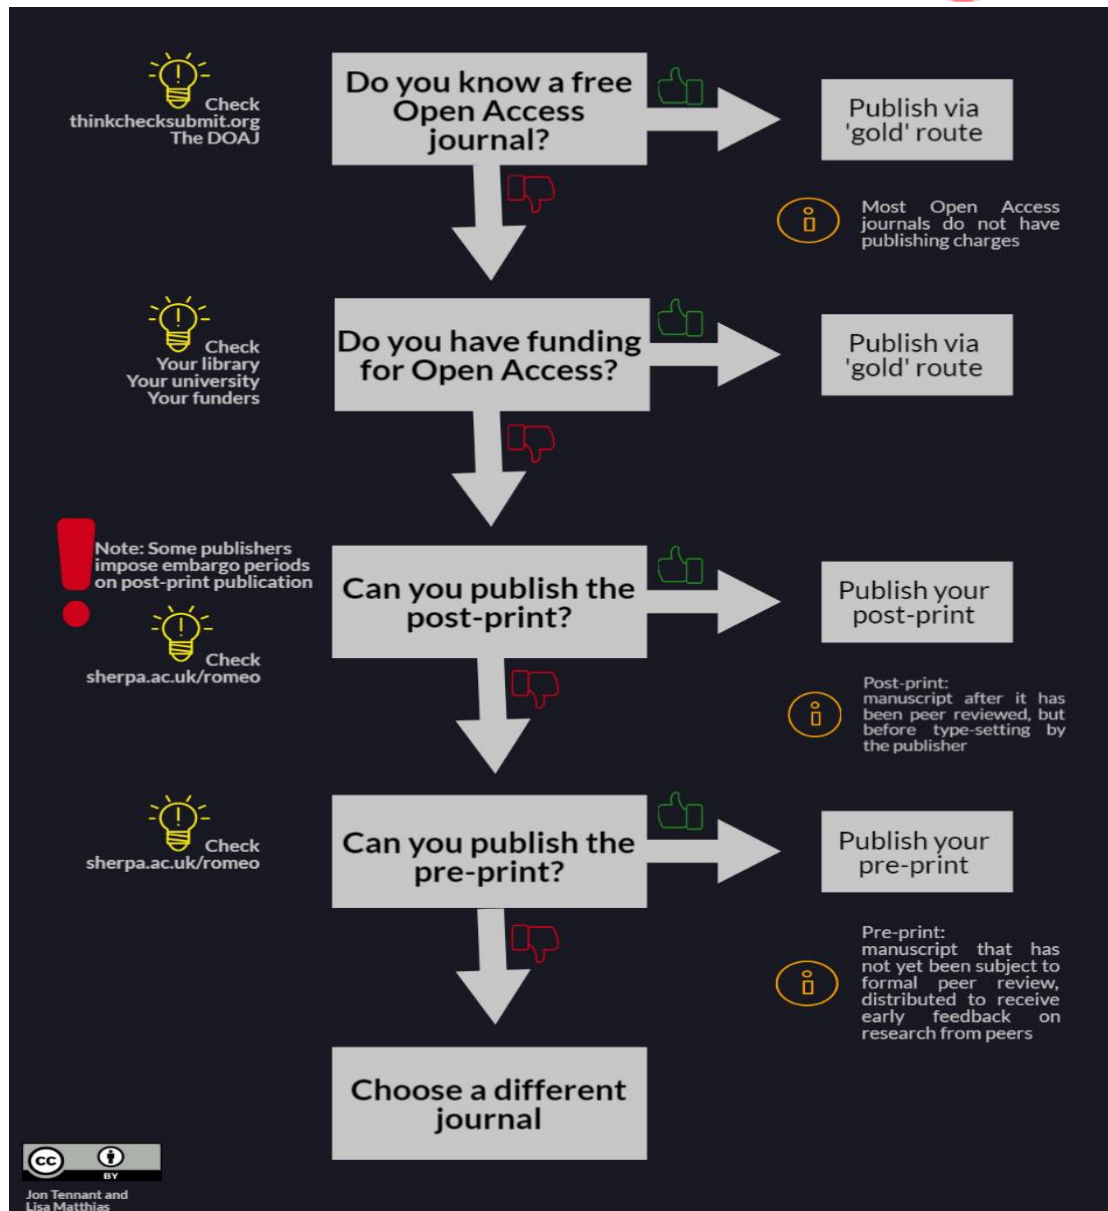 Check
thinkchecksubmit.org
The DOAJ
Do you know a free
Open Access
journal?
Publish via
'gold' route
Most Open Access
journals do not have
publishing charges
Check
Your library
Your university
Your funders
Do you have funding
for Open Access?
Publish via
'gold' route
Note: Some publishers
impose embargo periods
on post-print publication
Check
sherpa.ac.uk/romeo
Can you publish the
post-print?
Publish your
post-print
Post-print:
manuscript after it has
been peer reviewed, but
before type-setting by
the publisher
Check
sherpa.ac.uk/romeo
Can you publish the
pre-print?
Publish your
pre-print
Pre-print:
manuscript that has
not yet been subject to
formal peer review,
distributed to receive
early feedback on
research from peers
Choose a different
journal
cc
BY
Jon Tennant and
Lisa Matthias